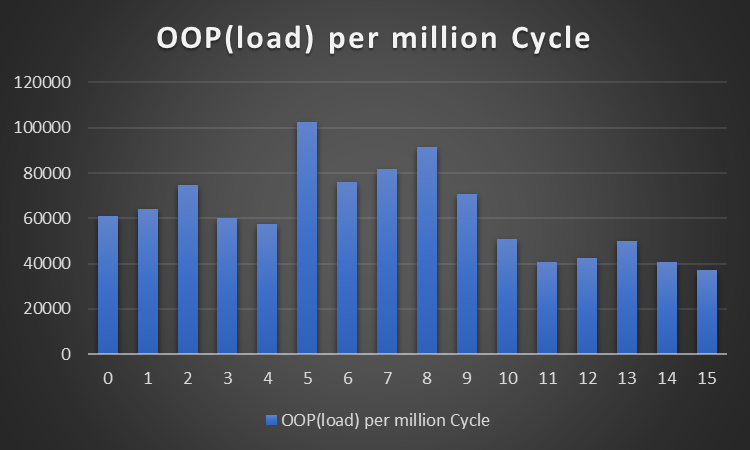 OOP(load) per million Cycle
120000
100000
80000
60000
40000
20000
0
0 1 2 3 4 5 6 7 8 9 10 11 12 13 14 15
OOP(load) per million Cycle